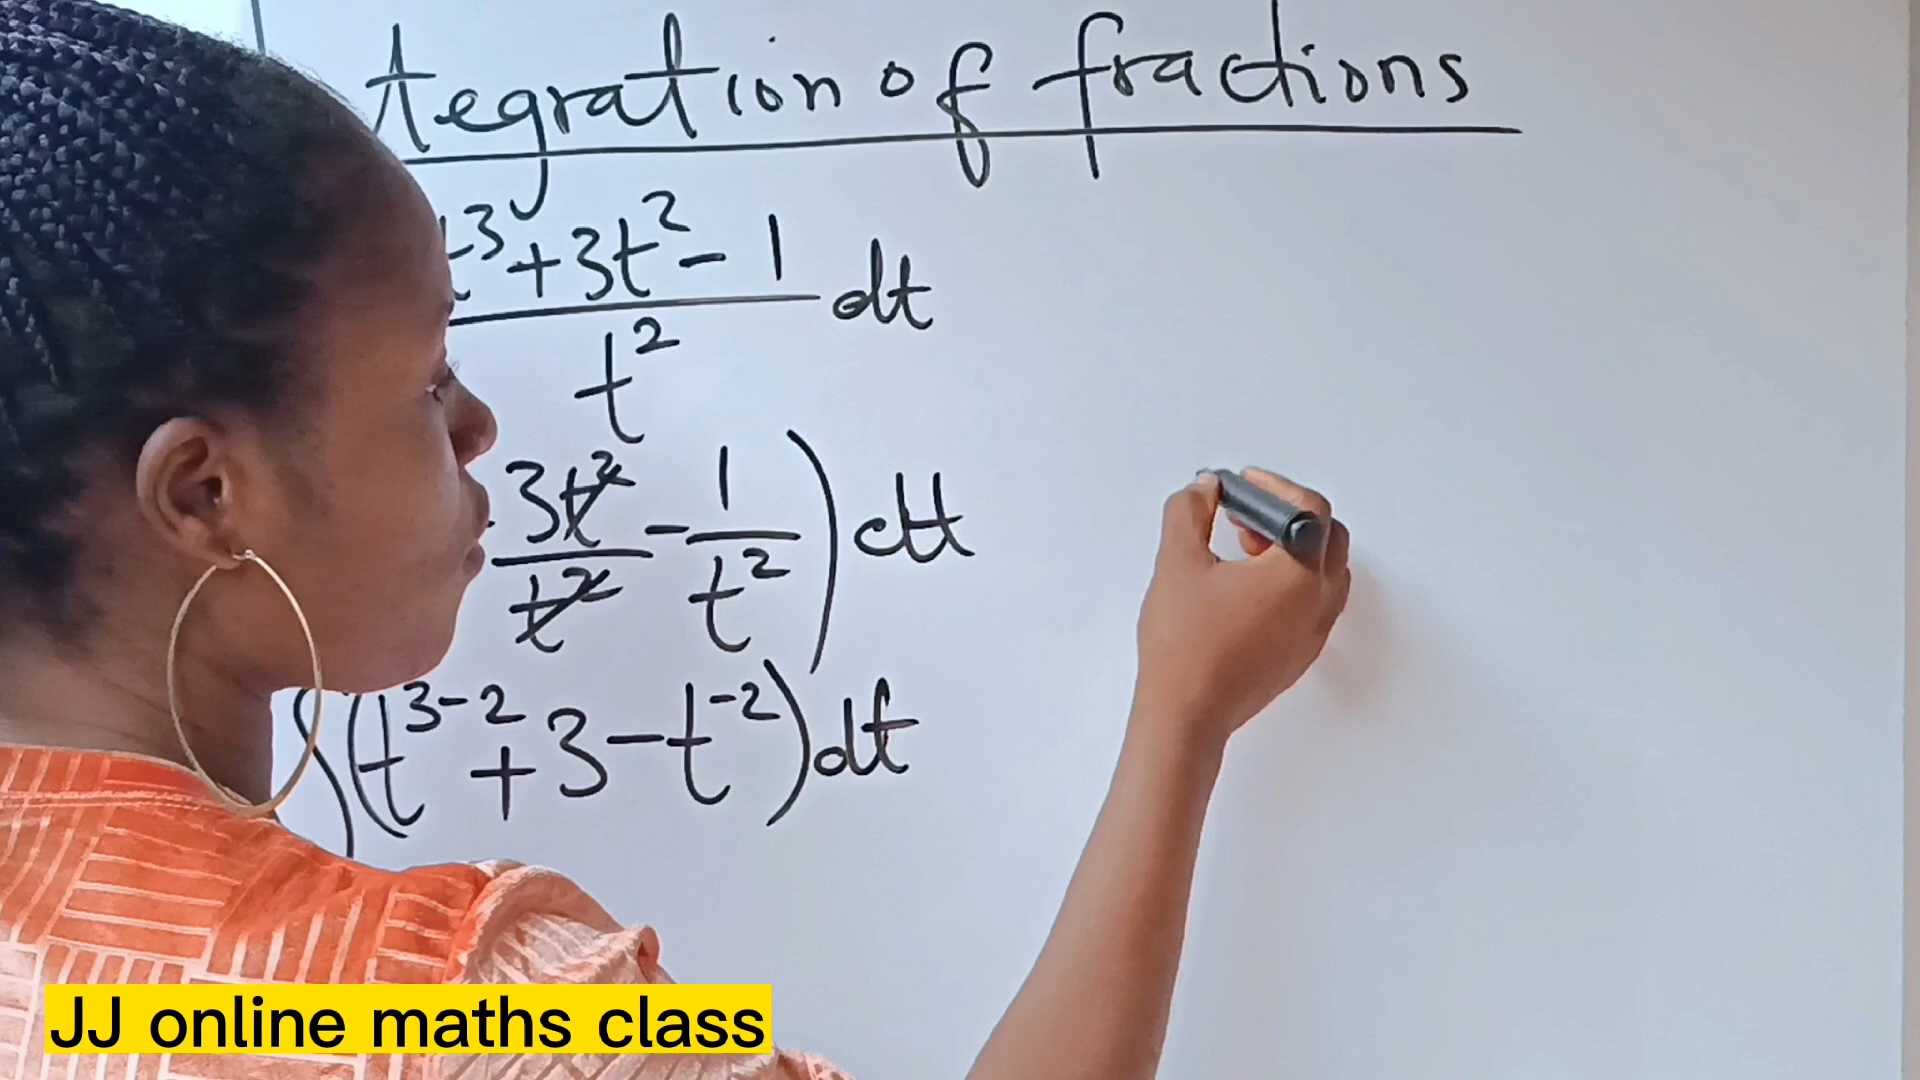 tegration of fractions
t³ + 3t² - 1 dt
t²
3t² - 1 ) dt
t² t²
∫(t³⁻² + 3 - t⁻²)dt
JJ online maths class